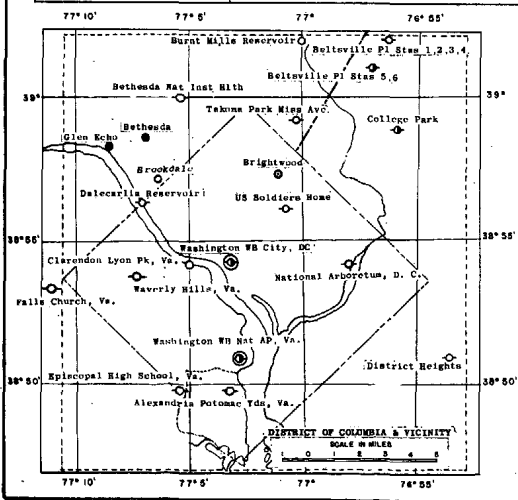 77° 10' 77° 5' 77° 76° 55'
Burnt Mills Reservoir
Beltsville Pl Stas 1,2,3,4
Beltsville Pl Stas 5,6
Bethesda Nat Inst Hlth
39° 39°
Takoma Park Miss Ave.
College Park
Bethesda
Glen Echo
Brightwood
Brookdale
Dalecarlia Reservoir
US Soldiers Home
38° 55' 38° 55'
Washington WB City, DC
Clarendon Lyon Pk, Va.
National Arboretum, D. C.
Waverly Hills, Va.
Falls Church, Va.
Washington WB Nat AP, Va.
District Heights
Episcopal High School, Va.
38° 50' 38° 50'
Alexandria Potomac Yds, Va.
DISTRICT OF COLUMBIA & VICINITY
SCALE IN MILES
1 0 1 2 3 4 5
77° 10' 77° 5' 77° 76° 55'